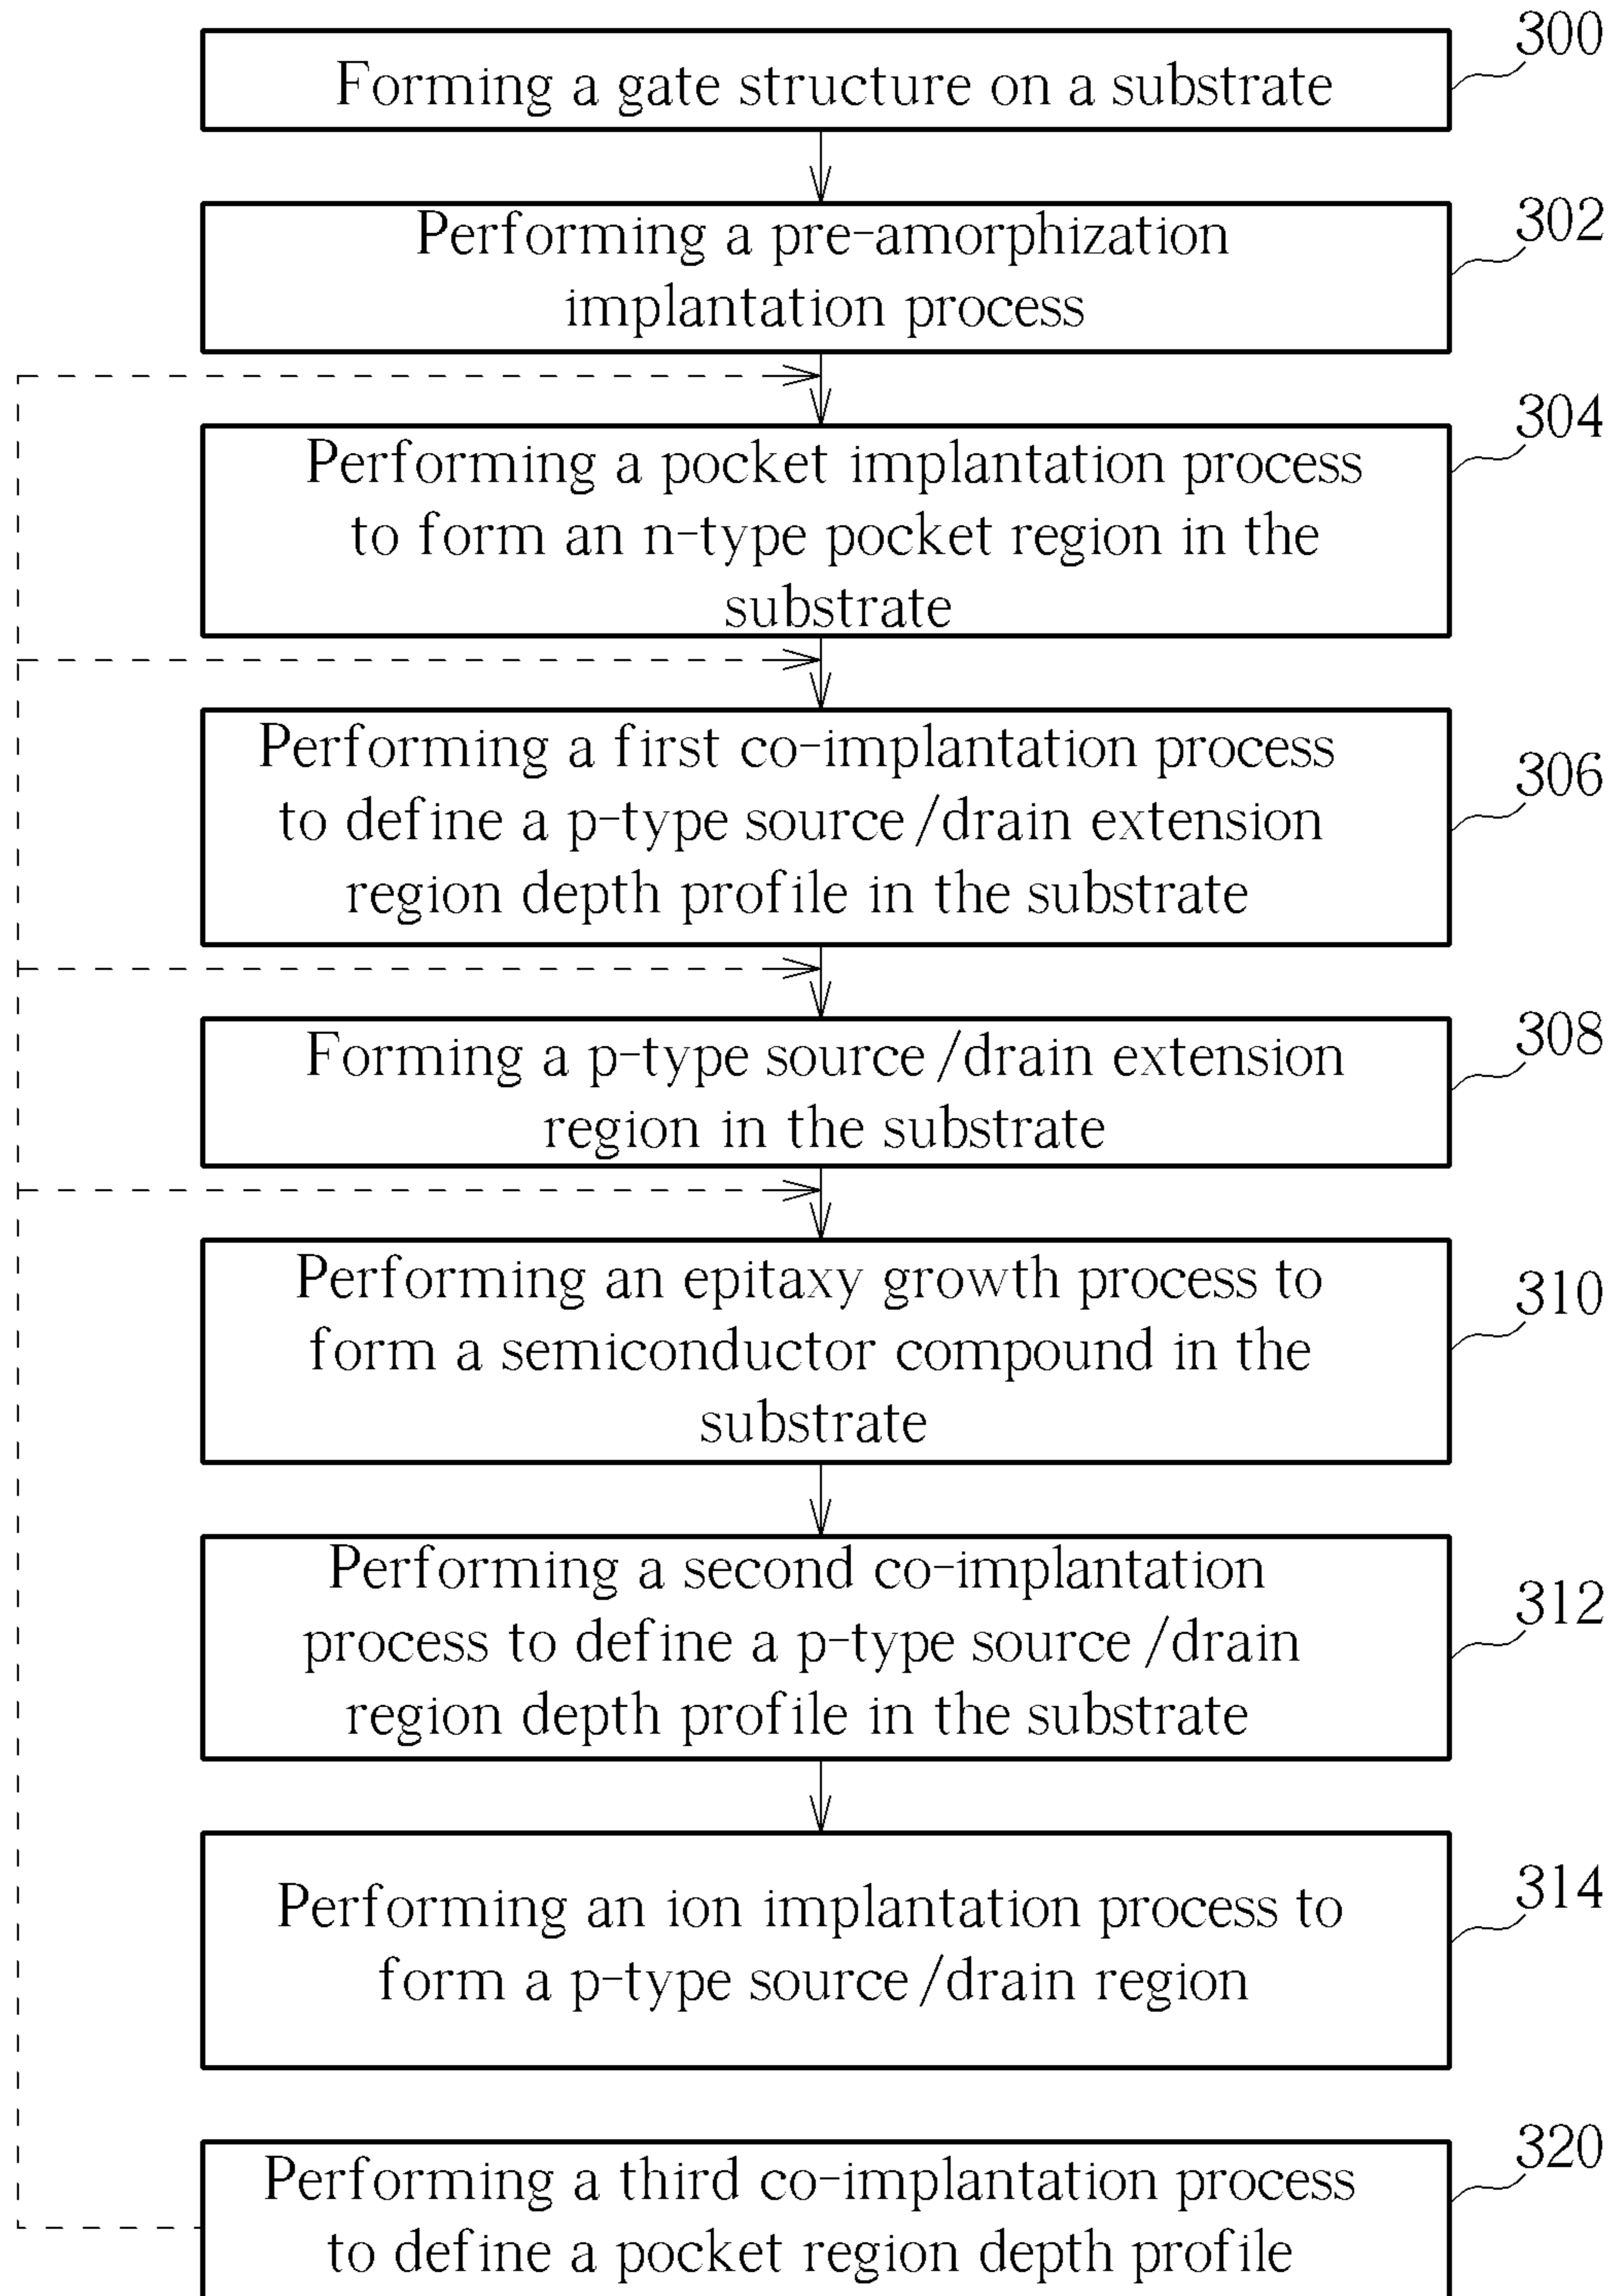 300
Forming a gate structure on a substrate
302
Performing a pre-amorphization
implantation process
304
Performing a pocket implantation process
to form an n-type pocket region in the
substrate
306
Performing a first co-implantation process
to define a p-type source/drain extension
region depth profile in the substrate
308
Forming a p-type source/drain extension
region in the substrate
310
Performing an epitaxy growth process to
form a semiconductor compound in the
substrate
312
Performing a second co-implantation
process to define a p-type source/drain
region depth profile in the substrate
314
Performing an ion implantation process to
form a p-type source/drain region
320
Performing a third co-implantation process
to define a pocket region depth profile